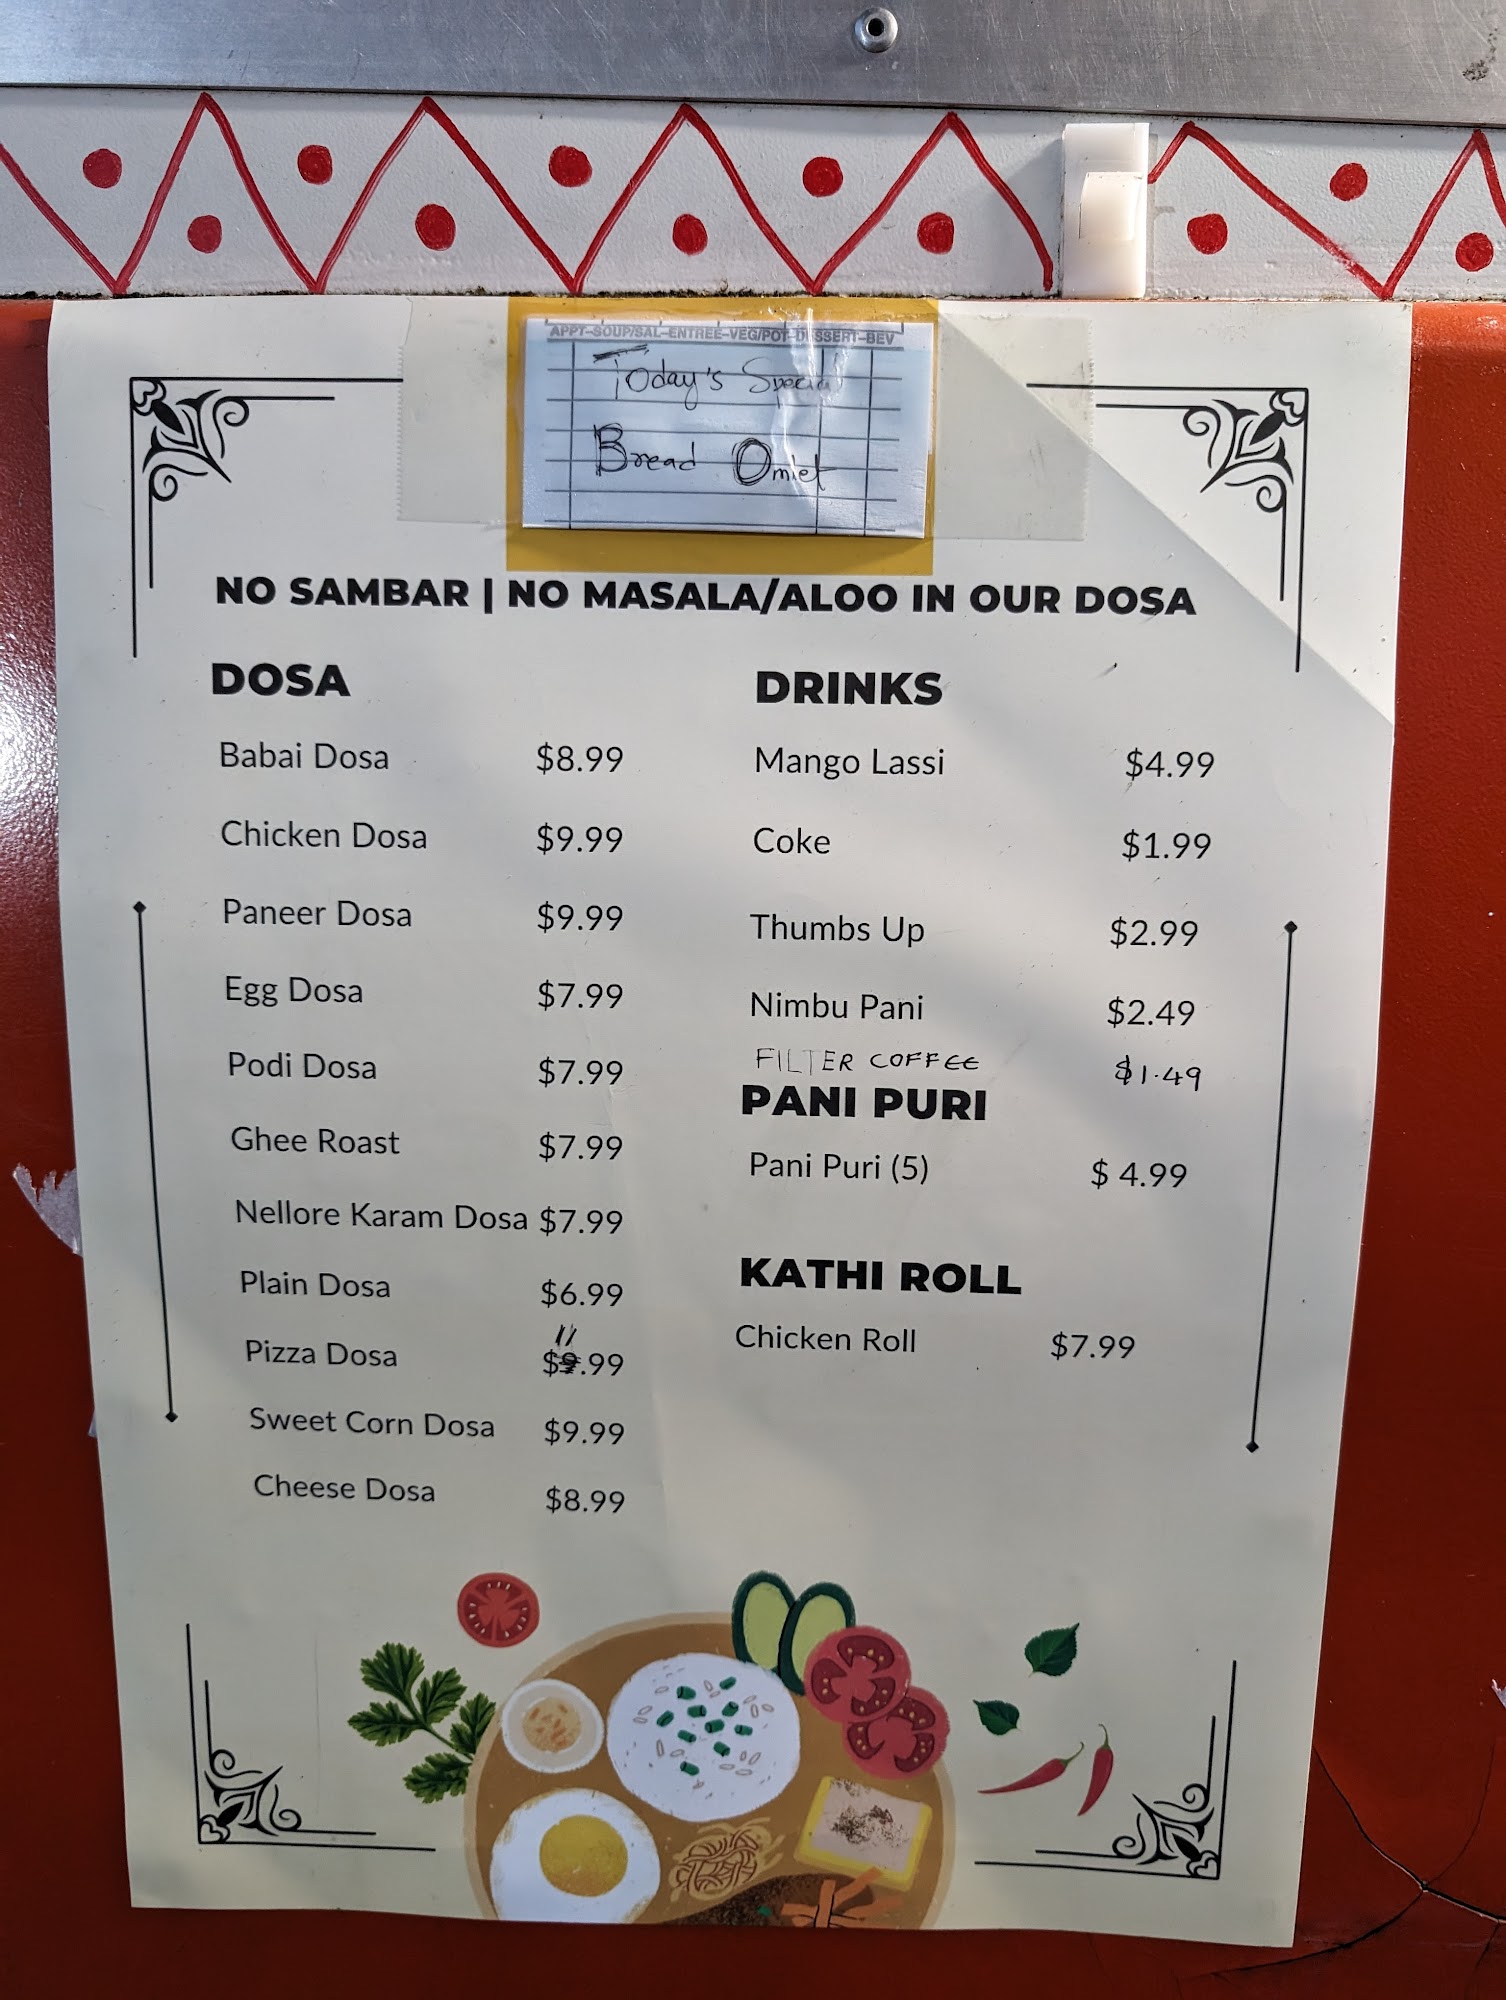 APPT-SOUP/SAL-ENTREE-VEG/POT-DESSERT-BEV
Today's Special
Bread Omlet
NO SAMBAR | NO MASALA/ALOO IN OUR DOSA
DOSA
Babai Dosa $8.99
Chicken Dosa $9.99
Paneer Dosa $9.99
Egg Dosa $7.99
Podi Dosa $7.99
Ghee Roast $7.99
Nellore Karam Dosa $7.99
Plain Dosa $6.99
Pizza Dosa $11.99
Sweet Corn Dosa $9.99
Cheese Dosa $8.99
DRINKS
Mango Lassi $4.99
Coke $1.99
Thumbs Up $2.99
Nimbu Pani $2.49
FILTER COFFEE $1.49
PANI PURI
Pani Puri (5) $ 4.99
KATHI ROLL
Chicken Roll $7.99